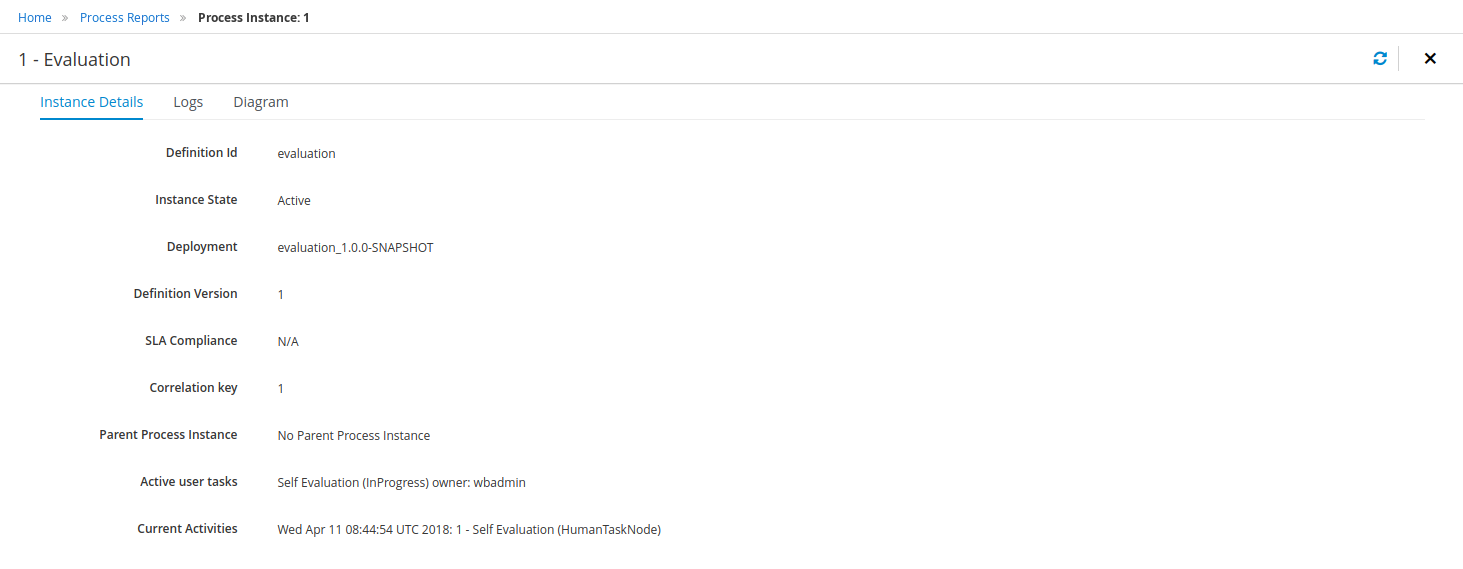 Home » Process Reports » Process Instance: 1
1 - Evaluation
Instance Details Logs Diagram
Definition Id evaluation
Instance State Active
Deployment evaluation_1.0.0-SNAPSHOT
Definition Version 1
SLA Compliance N/A
Correlation key 1
Parent Process Instance No Parent Process Instance
Active user tasks Self Evaluation (InProgress) owner: wbadmin
Current Activities Wed Apr 11 08:44:54 UTC 2018: 1 - Self Evaluation (HumanTaskNode)